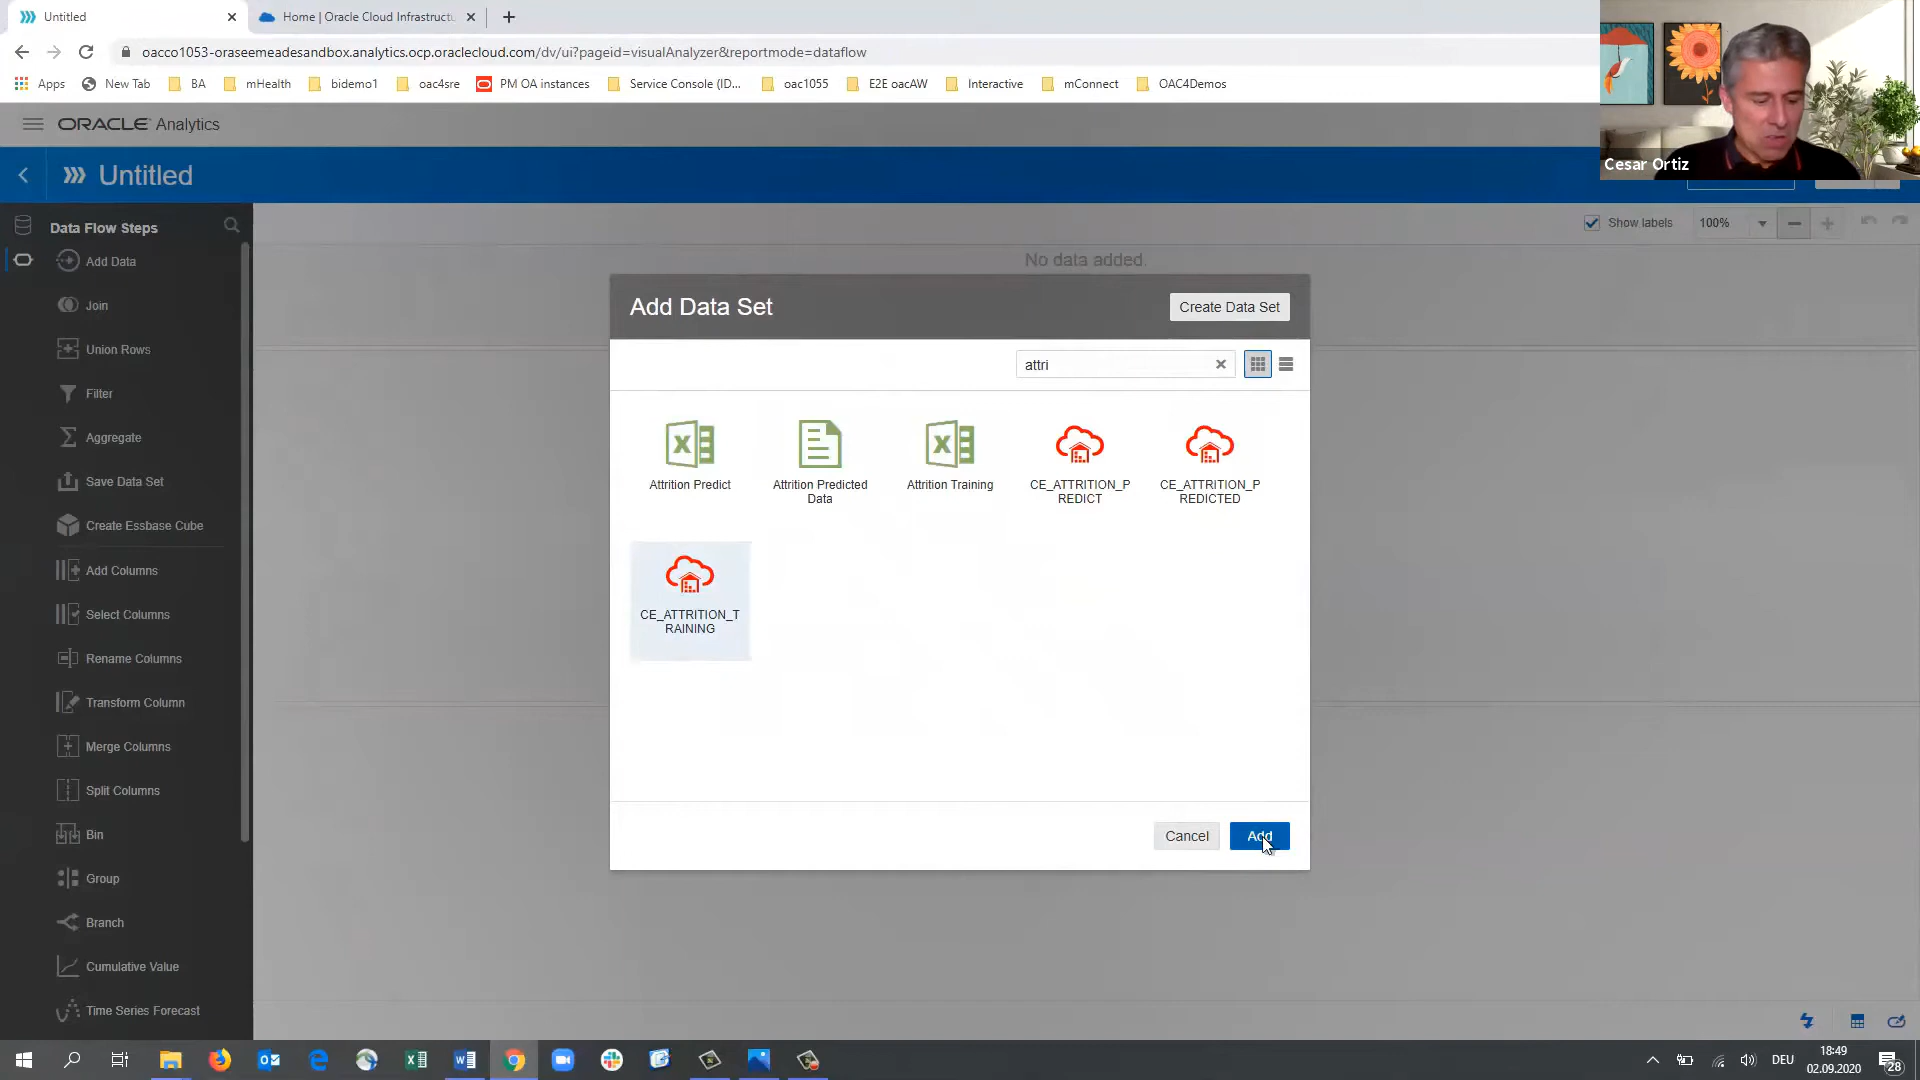 Untitled
Home | Oracle Cloud Infrastructu
oacco1053-oraseemeadesandbox.analytics.ocp.oraclecloud.com/dv/ui?pageid=visualAnalyzer&reportmode=dataflow
Apps
New Tab
BA
mHealth
bidemo1
oac4sre
PM OA instances
Service Console (ID...
oac1055
E2E oacAW
Interactive
mConnect
OAC4Demos
ORACLE Analytics
Cesar Ortiz
Untitled
Data Flow Steps
Show labels
100%
Add Data
Join
Union Rows
Filter
Aggregate
Save Data Set
Create Essbase Cube
Add Columns
Select Columns
Rename Columns
Transform Column
Merge Columns
Split Columns
Bin
Group
Branch
Cumulative Value
Time Series Forecast
No data added.
Add Data Set
Create Data Set
attri
Attrition Predict
Attrition Predicted
Data
Attrition Training
CE_ATTRITION_P
REDICT
CE_ATTRITION_P
REDICTED
CE_ATTRITION_T
RAINING
Cancel
Add
DEU
18:49
02.09.2020
28